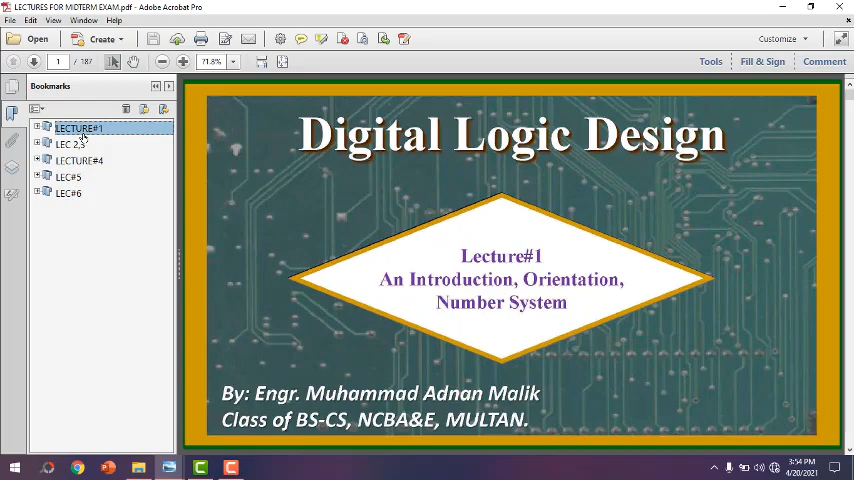 LECTURES FOR MIDTERM EXAM.pdf - Adobe Acrobat Pro
File Edit View Window Help
Open Create Customize
1 / 187 71.8% Tools Fill & Sign Comment
Bookmarks
LECTURE#1
LEC 2,3
LECTURE#4
LEC#5
LEC#6
Digital Logic Design
Lecture#1
An Introduction, Orientation,
Number System
By: Engr. Muhammad Adnan Malik
Class of BS-CS, NCBA&E, MULTAN.
3:54 PM
4/20/2021